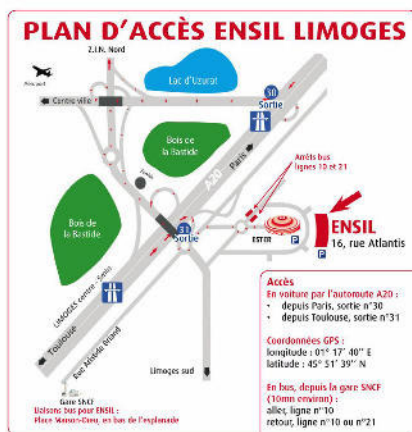 PLAN D'ACCÈS ENSIL LIMOGES
Z.I.N. Nord
Lac d'Uzurat
Centre ville
30
Sortie
Bois de
la Bastide
Paris
A20
Arrêts bus
lignes 10 et 21
Bois de
la Bastide
31
Sortie
ESTER
P
P
ENSIL
16, rue Atlantis
LIMOGES centre -
Toulouse
Rue Aristide Briand
Limoges sud
Gare SNCF
Liaisons bus pour ENSIL :
Place Maison-Dieu, en bas de l'esplanade
Accès
En voiture par l'autoroute A20 :
• depuis Paris, sortie n°30
• depuis Toulouse, sortie n°31
Coordonnées GPS :
longitude : 01° 17' 40'' E
latitude : 45° 51' 39'' N
En bus, depuis la gare SNCF
(10mn environ) :
aller, ligne n°10
retour, ligne n°10 ou n°21